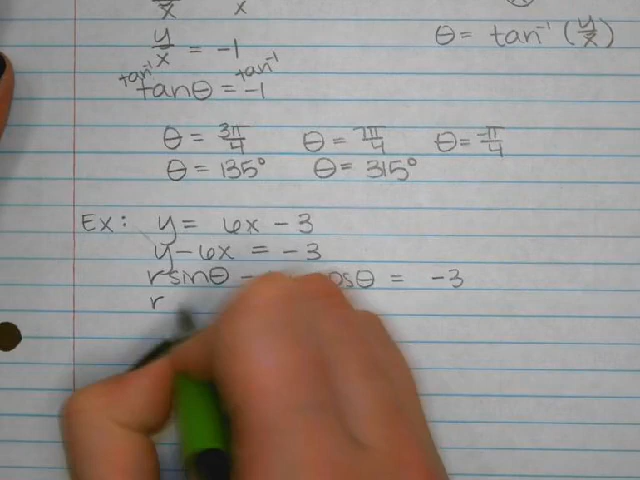 x x
y/x = -1
θ = tan⁻¹ (y/x)
tan⁻¹ tan⁻¹
tanθ = -1
θ = 3π/4 θ = 7π/4 θ = -π/4
θ = 135° θ = 315°
Ex: y = 6x - 3
y - 6x = -3
rsinθ - osθ = -3
r